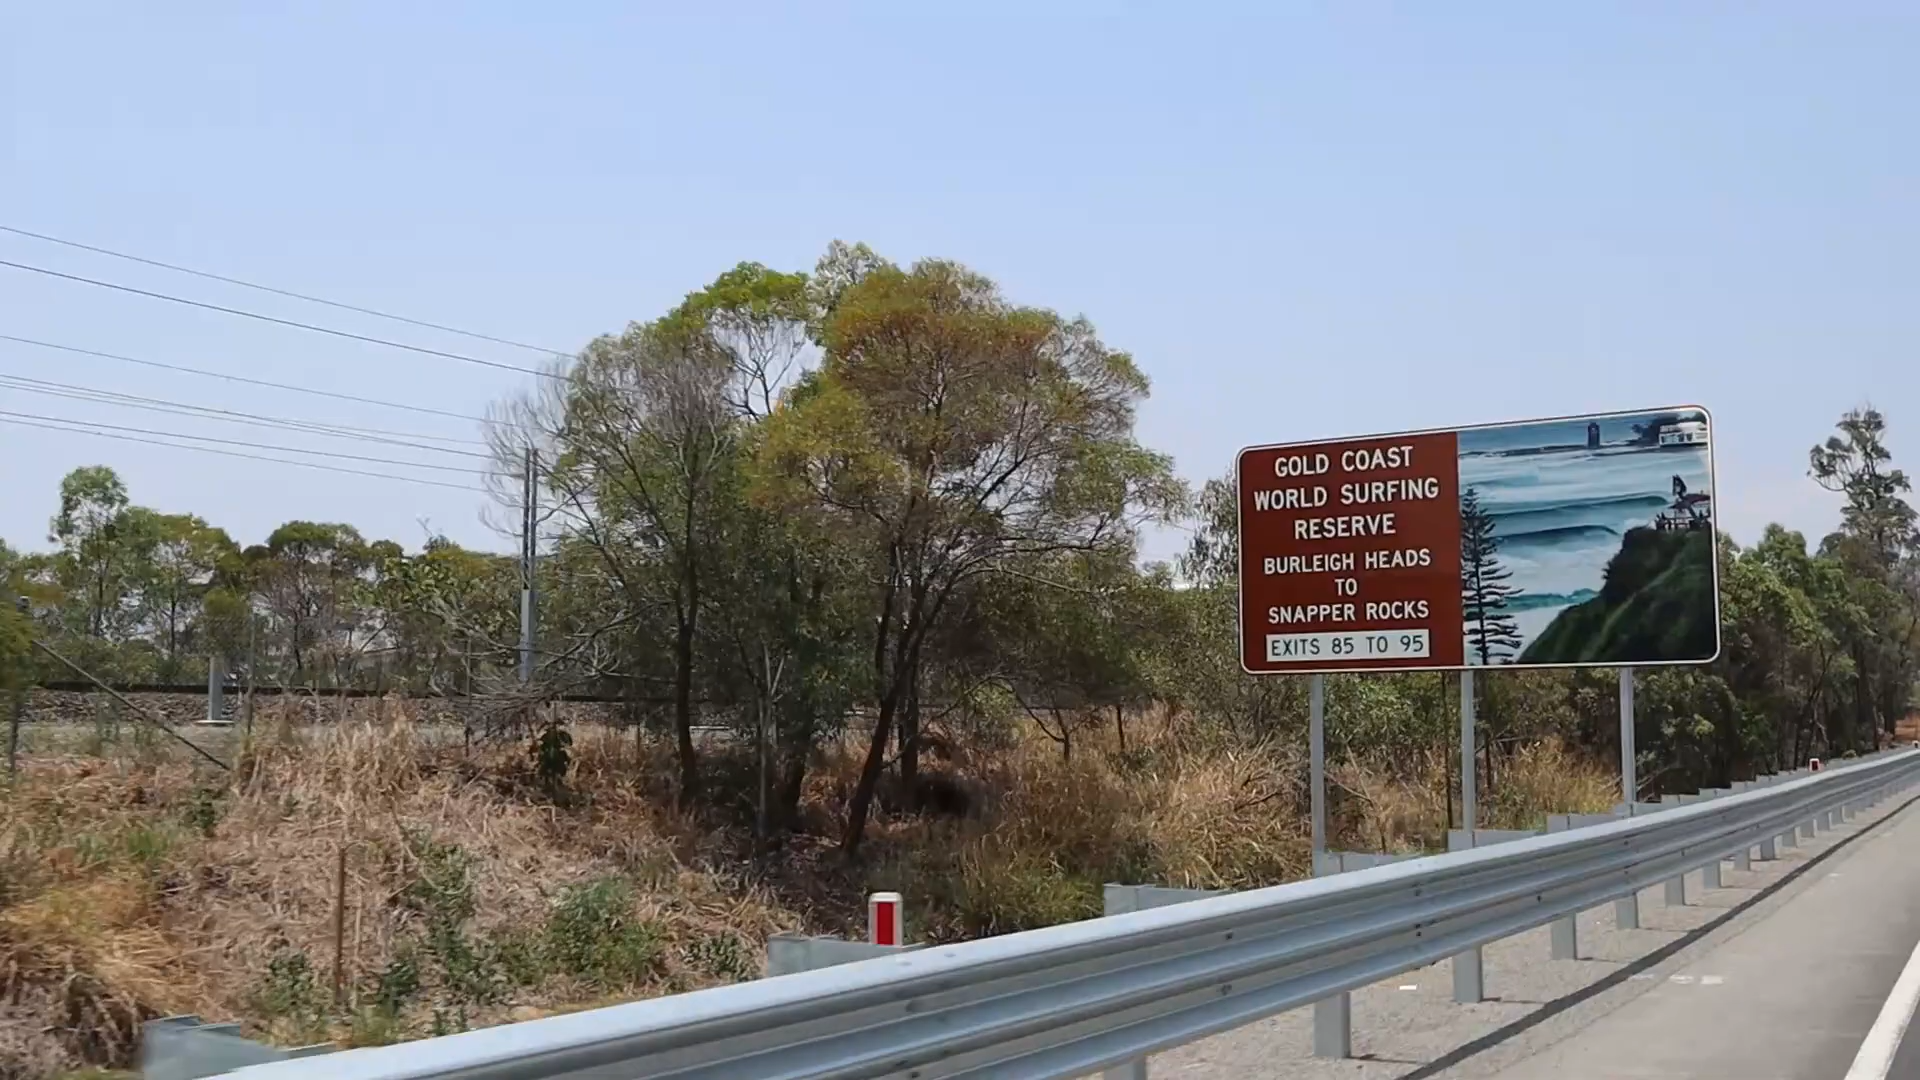 GOLD COAST
WORLD SURFING
RESERVE
BURLEIGH HEADS
TO
SNAPPER ROCKS
EXITS 85 TO 95